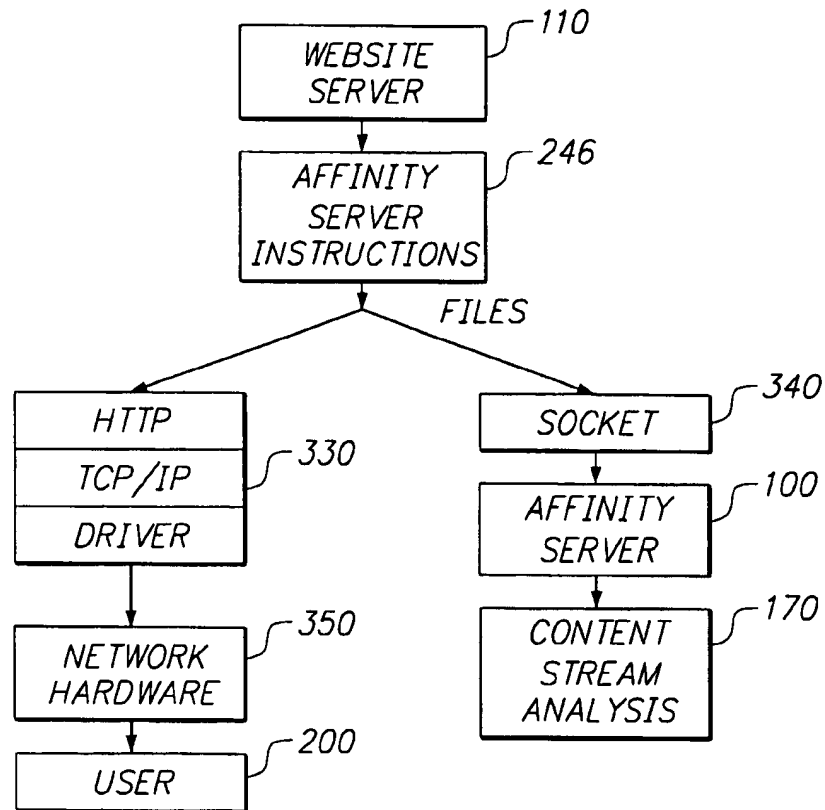 110
WEBSITE
SERVER
246
AFFINITY
SERVER
INSTRUCTIONS
FILES
HTTP
TCP/IP
DRIVER
330
NETWORK
HARDWARE
350
USER
200
SOCKET
340
AFFINITY
SERVER
100
CONTENT
STREAM
ANALYSIS
170